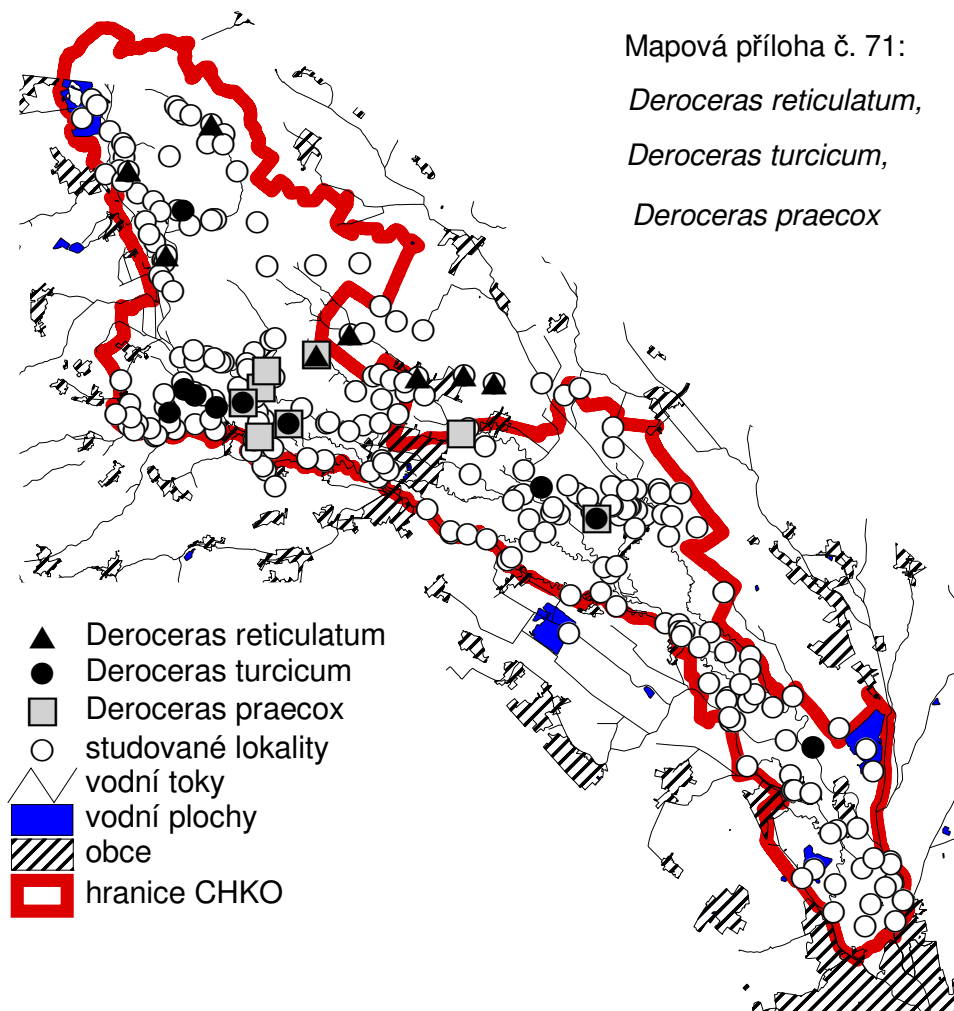 Mapová příloha č. 71:
Deroceras reticulatum,
Deroceras turcicum,
Deroceras praecox
Deroceras reticulatum
Deroceras turcicum
Deroceras praecox
studované lokality
vodní toky
vodní plochy
obce
hranice CHKO